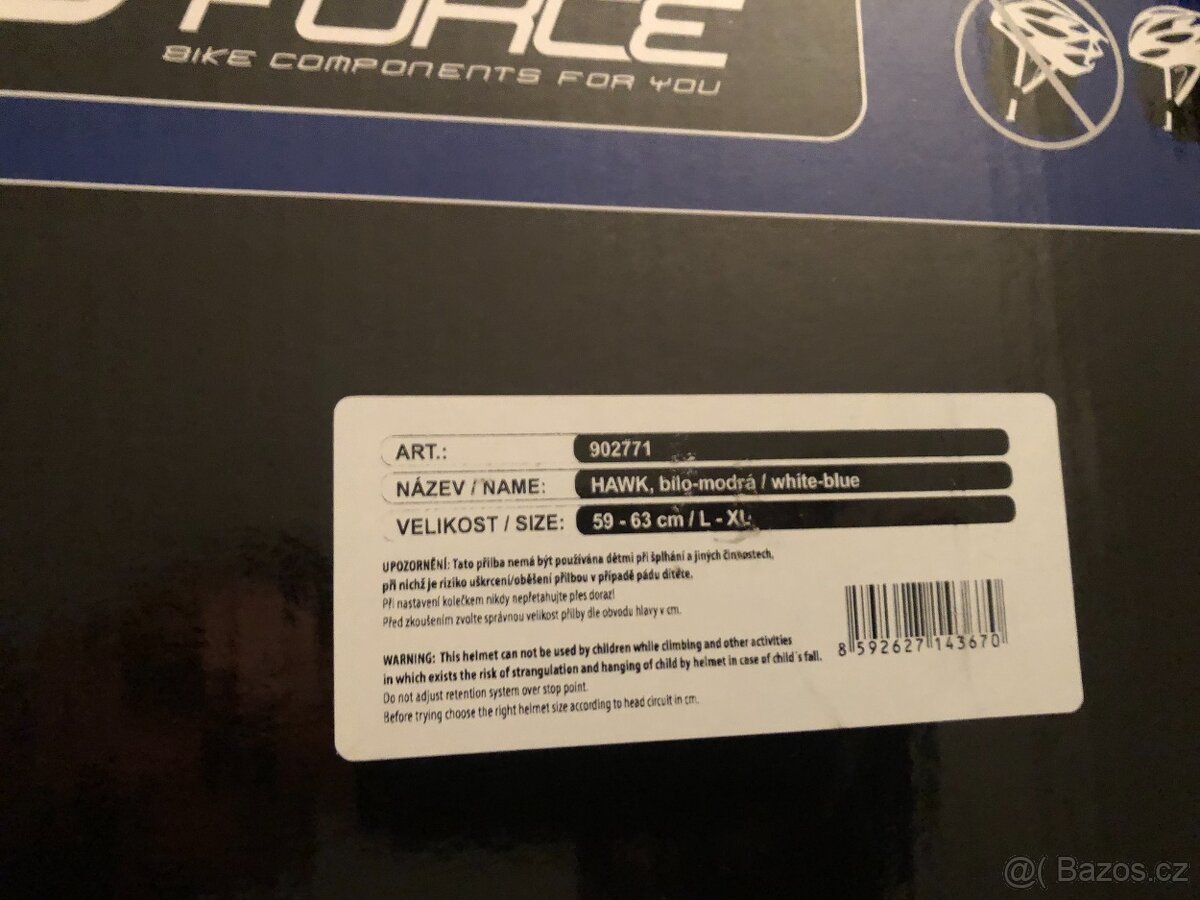 FORCE
BIKE COMPONENTS FOR YOU
ART.: 902771
NÁZEV / NAME: HAWK, bílo-modrá / white-blue
VELIKOST / SIZE: 59 - 63 cm / L - XL
UPOZORNĚNÍ: Tato přilba nemá být používána dětmi při šplhání a jiných činnostech,
při nichž je riziko uškrcení/oběšení přilbou v případě pádu dítěte.
Při nastavení kolečkem nikdy nepřetahujte přes doraz!
Před zkoušením zvolte správnou velikost přilby dle obvodu hlavy v cm.
WARNING: This helmet can not be used by children while climbing and other activities
in which exists the risk of strangulation and hanging of child by helmet in case of child´s fall.
Do not adjust retention system over stop point.
Before trying choose the right helmet size according to head circuit in cm.
8 592627 143670
@( Bazos.cz